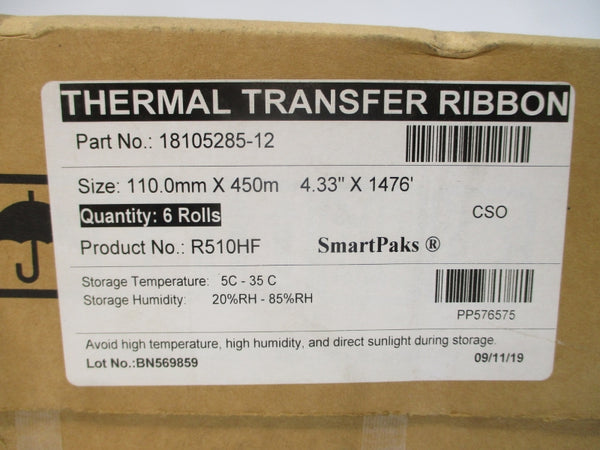 THERMAL TRANSFER RIBBON
Part No.: 18105285-12
Size: 110.0mm X 450m 4.33" X 1476'
Quantity: 6 Rolls
CSO
Product No.: R510HF SmartPaks ®
Storage Temperature: 5C - 35 C
Storage Humidity: 20%RH - 85%RH
PP576575
Avoid high temperature, high humidity, and direct sunlight during storage.
Lot No.:BN569859 09/11/19